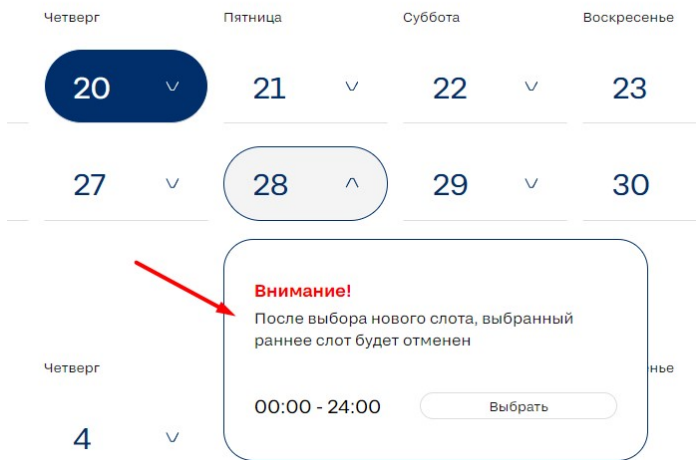 Четверг Пятница Суббота Воскресенье
20 21 22 23
27 28 29 30
Внимание!
После выбора нового слота, выбранный
раннее слот будет отменен
Четверг нье
00:00 - 24:00 Выбрать
4